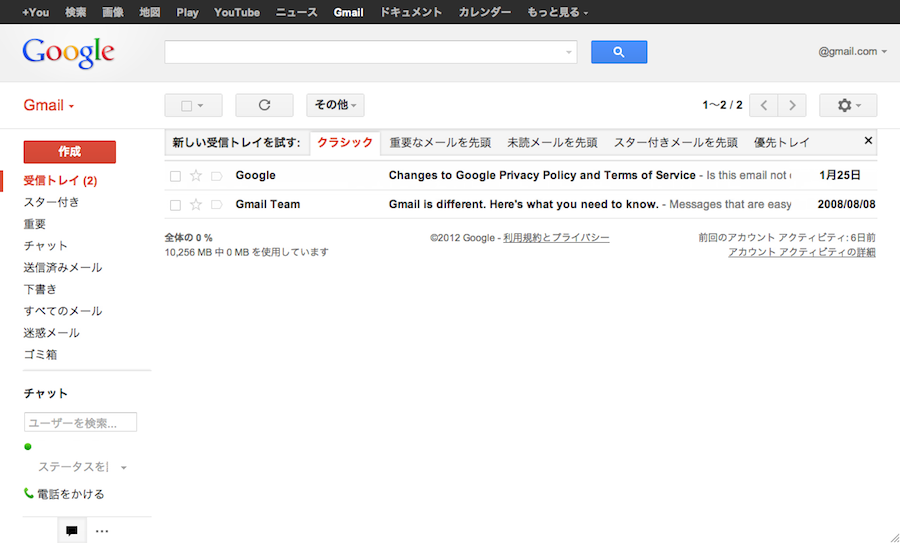 +You 検索 画像 地図 Play YouTube ニュース Gmail ドキュメント カレンダー もっと見る
Google
@gmail.com
Gmail
その他
1〜2 / 2
作成
新しい受信トレイを試す: クラシック 重要なメールを先頭 未読メールを先頭 スター付きメールを先頭 優先トレイ ×
受信トレイ (2)
スター付き
重要
チャット
送信済みメール
下書き
すべてのメール
迷惑メール
ゴミ箱
Google Changes to Google Privacy Policy and Terms of Service - Is this email not 1月25日
Gmail Team Gmail is different. Here's what you need to know. - Messages that are easy 2008/08/08
全体の 0 %
10,256 MB 中 0 MB を使用しています
©2012 Google - 利用規約とプライバシー
前回のアカウント アクティビティ: 6日前
アカウント アクティビティの詳細
チャット
ユーザーを検索...
ステータスを
電話をかける